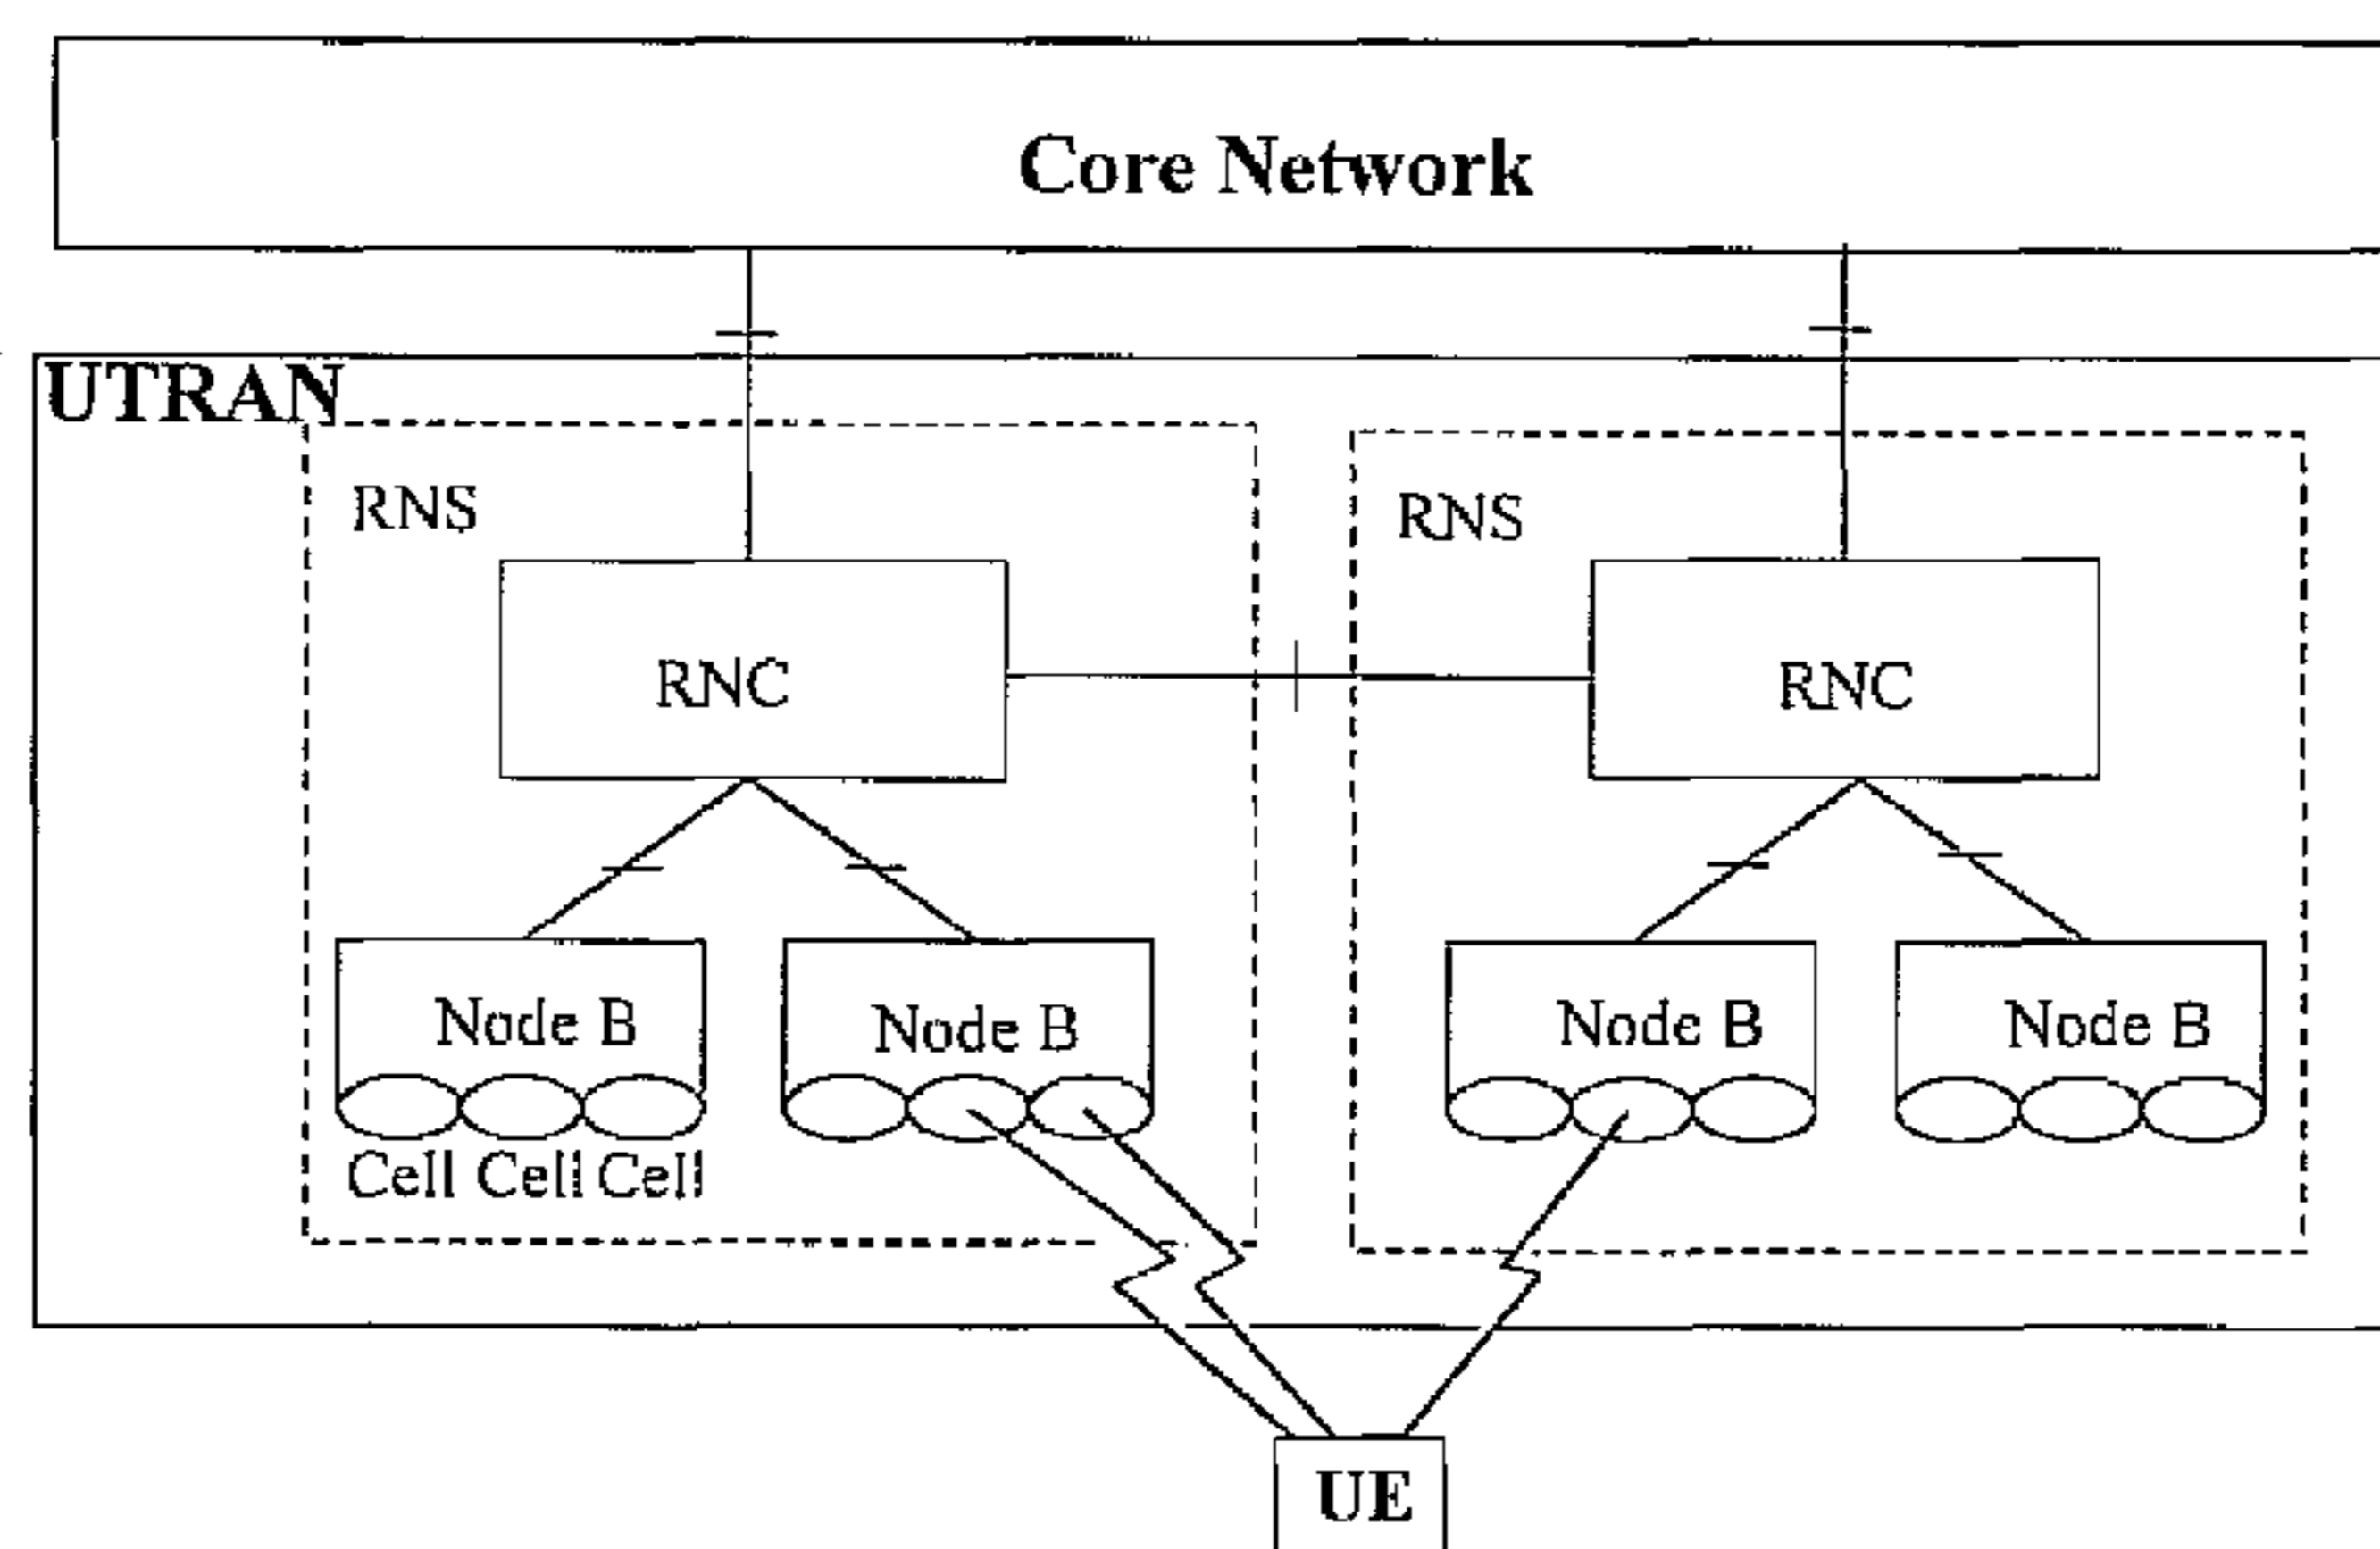 Core Network
UTRAN
RNS
RNS
RNC
RNC
Node B
Node B
Node B
Node B
Cell Cell Cell
UE